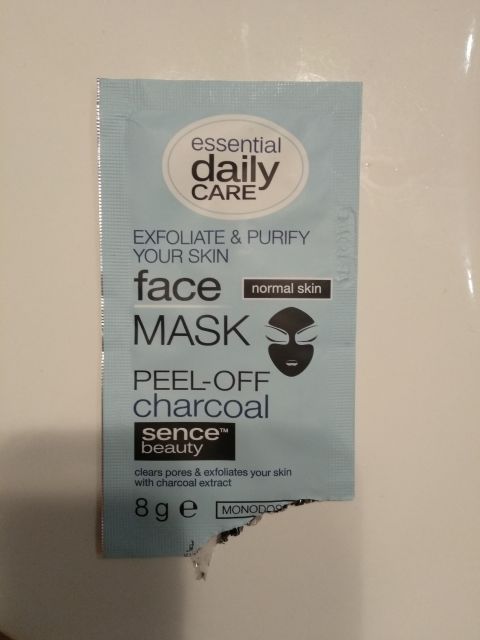 essential
daily
CARE
EXFOLIATE & PURIFY
YOUR SKIN
face
normal skin
MASK
PEEL-OFF
charcoal
sence™
beauty
clears pores & exfoliates your skin
with charcoal extract
8 g e